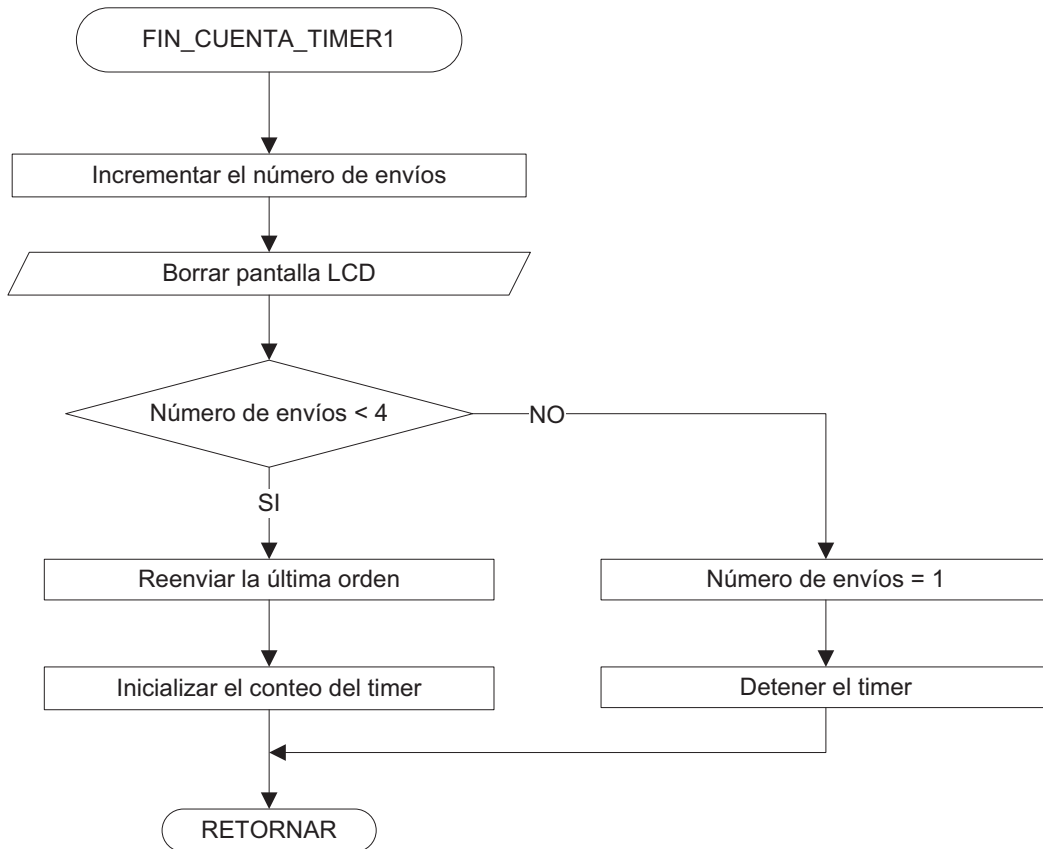 FIN_CUENTA_TIMER1
Incrementar el número de envíos
Borrar pantalla LCD
Número de envíos < 4
NO
SI
Reenviar la última orden
Número de envíos = 1
Inicializar el conteo del timer
Detener el timer
RETORNAR